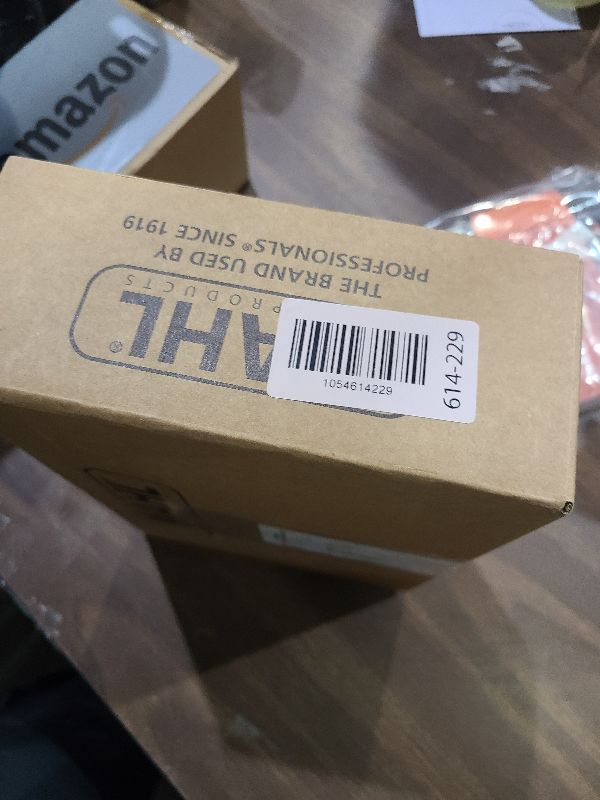 amazon
PROFESSIONALS® SINCE 1919
THE BRAND USED BY
PRODUCTS
AHL®
1054614229
614-229